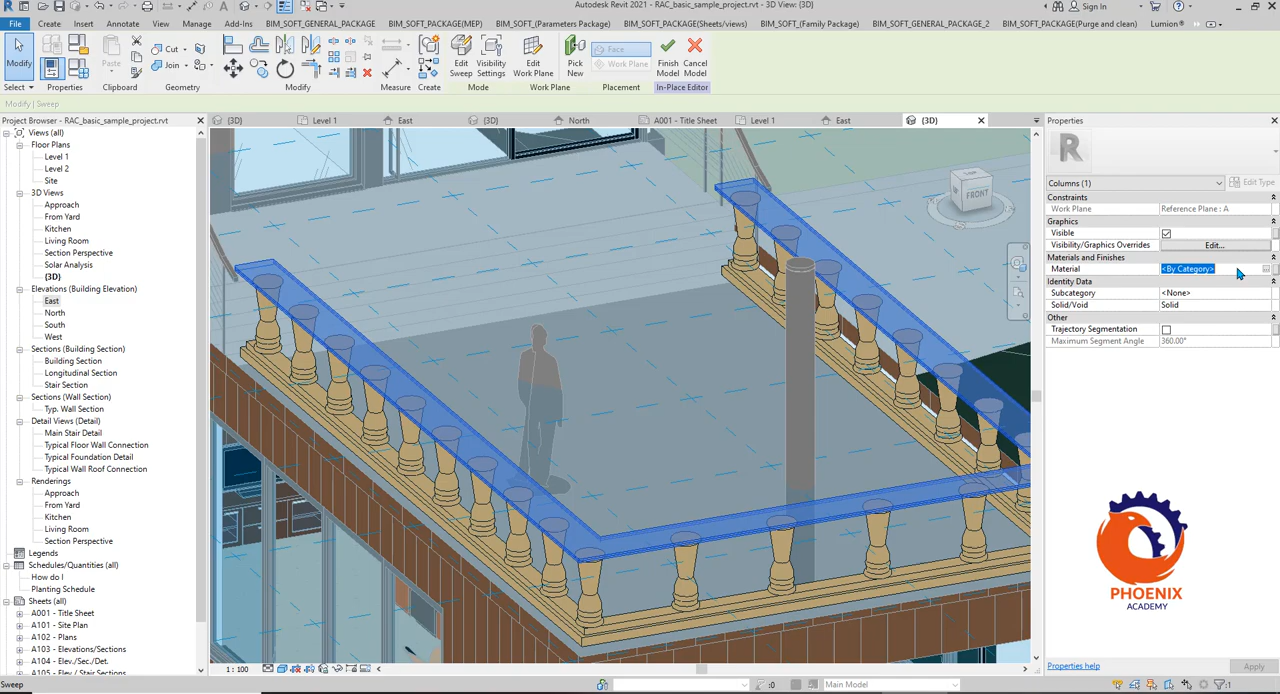 Autodesk Revit 2021 - RAC_basic_sample_project.rvt - 3D View: {3D}
Sign In
File
Create
Insert
Annotate
View
Manage
Add-Ins
BIM_SOFT_GENERAL_PACKAGE
BIM_SOFT_PACKAGE(MEP)
BIM_SOFT_(Parameters Package)
BIM_SOFT_PACKAGE(Sheets/views)
BIM_SOFT_(Family Package)
BIM_SOFT_GENERAL_PACKAGE_2
BIM_SOFT_PACKAGE(Purge and clean)
Lumion®
Modify
Paste
Cut
Join
Edit Sweep
Visibility Settings
Edit Work Plane
Pick New
Face
Work Plane
Finish Model
Cancel Model
Select
Properties
Clipboard
Geometry
Modify
Measure
Create
Mode
Work Plane
Placement
In-Place Editor
Modify | Sweep
Project Browser - RAC_basic_sample_project.rvt
{3D}
Level 1
East
{3D}
North
A001 - Title Sheet
Level 1
East
{3D}
Views (all)
Floor Plans
Level 1
Level 2
Site
3D Views
Approach
From Yard
Kitchen
Living Room
Section Perspective
Solar Analysis
{3D}
Elevations (Building Elevation)
East
North
South
West
Sections (Building Section)
Building Section
Longitudinal Section
Stair Section
Sections (Wall Section)
Typ. Wall Section
Detail Views (Detail)
Main Stair Detail
Typical Floor Wall Connection
Typical Foundation Detail
Typical Wall Roof Connection
Renderings
Approach
From Yard
Kitchen
Living Room
Section Perspective
Legends
Schedules/Quantities (all)
How do I
Planting Schedule
Sheets (all)
A001 - Title Sheet
A101 - Site Plan
A102 - Plans
A103 - Elevations/Sections
A104 - Elev./Sec./Det.
A105 - Elev./ Stair Sections
TOP
FRONT
Properties
R
Columns (1)
Edit Type
Constraints
Work Plane Reference Plane : A
Graphics
Visible
Visibility/Graphics Overrides Edit...
Materials and Finishes
Material <By Category>
Identity Data
Subcategory <None>
Solid/Void Solid
Other
Trajectory Segmentation
Maximum Segment Angle 360.00°
PHOENIX
ACADEMY
Properties help
Apply
1 : 100
Sweep
:0
Main Model
:1